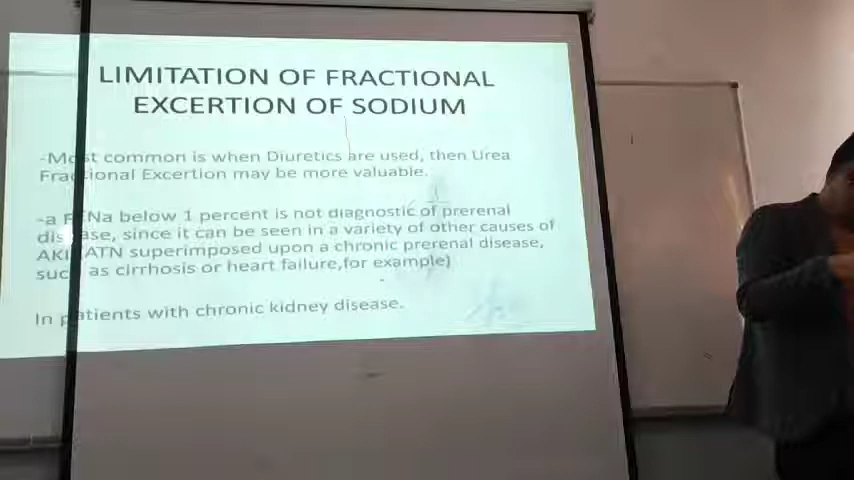 LIMITATION OF FRACTIONAL
EXCERTION OF SODIUM
-Most common is when Diuretics are used, then Urea
Fractional Excertion may be more valuable.
-a FENa below 1 percent is not diagnostic of prerenal
disease, since it can be seen in a variety of other causes of
AKI (ATN superimposed upon a chronic prerenal disease,
such as cirrhosis or heart failure,for example)
In patients with chronic kidney disease.